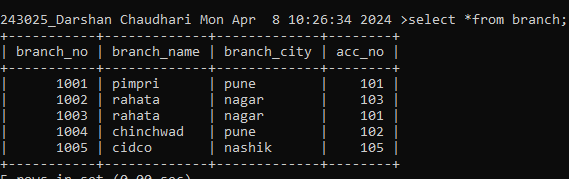 243025_Darshan Chaudhari Mon Apr  8 10:26:34 2024 >select *from branch;
+-----------+-------------+-------------+--------+
| branch_no | branch_name | branch_city | acc_no |
+-----------+-------------+-------------+--------+
|      1001 | pimpri      | pune        |    101 |
|      1002 | rahata      | nagar       |    103 |
|      1003 | rahata      | nagar       |    101 |
|      1004 | chinchwad   | pune        |    102 |
|      1005 | cidco       | nashik      |    105 |
+-----------+-------------+-------------+--------+
5 rows in set (0.00 sec)